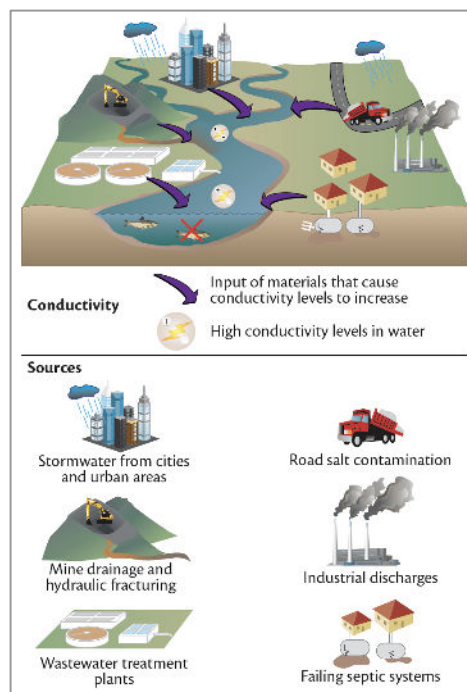 Conductivity
Input of materials that cause
conductivity levels to increase
High conductivity levels in water
Sources
Stormwater from cities
and urban areas
Road salt contamination
Mine drainage and
hydraulic fracturing
Industrial discharges
Wastewater treatment
plants
Failing septic systems